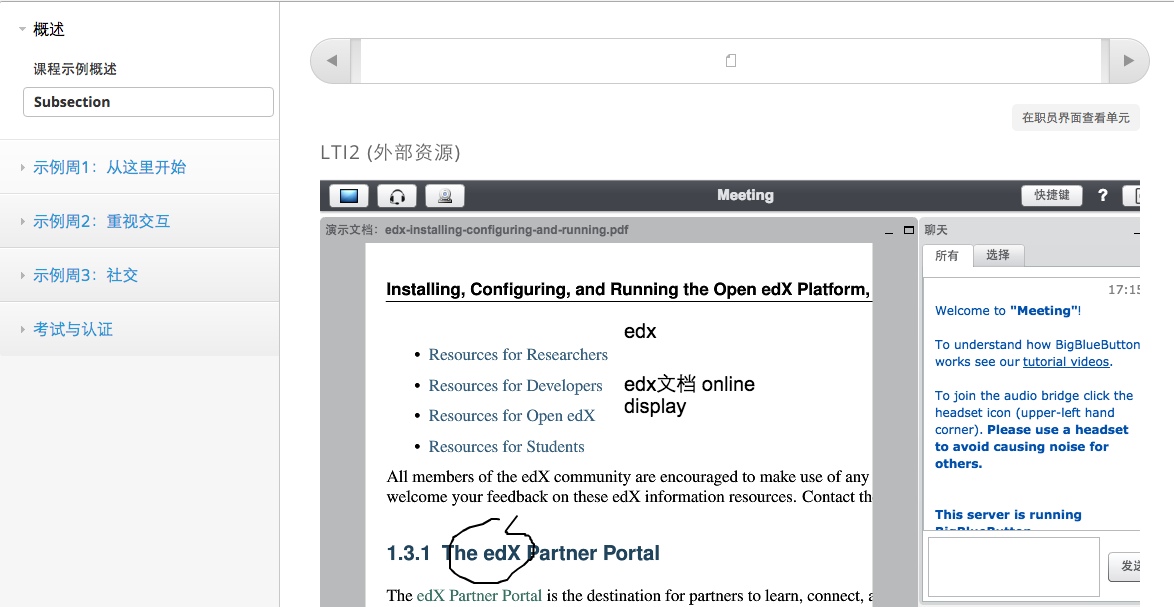 概述
课程示例概述
Subsection
示例周1：从这里开始
示例周2：重视交互
示例周3：社交
考试与认证
在职员界面查看单元
LTI2 (外部资源)
Meeting
快捷键
?
演示文档：edx-installing-configuring-and-running.pdf
Installing, Configuring, and Running the Open edX Platform,
edx
• Resources for Researchers
• Resources for Developers
edx文档 online
display
• Resources for Open edX
• Resources for Students
All members of the edX community are encouraged to make use of any
welcome your feedback on these edX information resources. Contact th
1.3.1 The edX Partner Portal
The edX Partner Portal is the destination for partners to learn, connect,
聊天
所有
选择
17:15
Welcome to "Meeting"!
To understand how BigBlueButton
works see our tutorial videos.
To join the audio bridge click the
headset icon (upper-left hand
corner). Please use a headset
to avoid causing noise for
others.
This server is running
BigBlueButton
发送